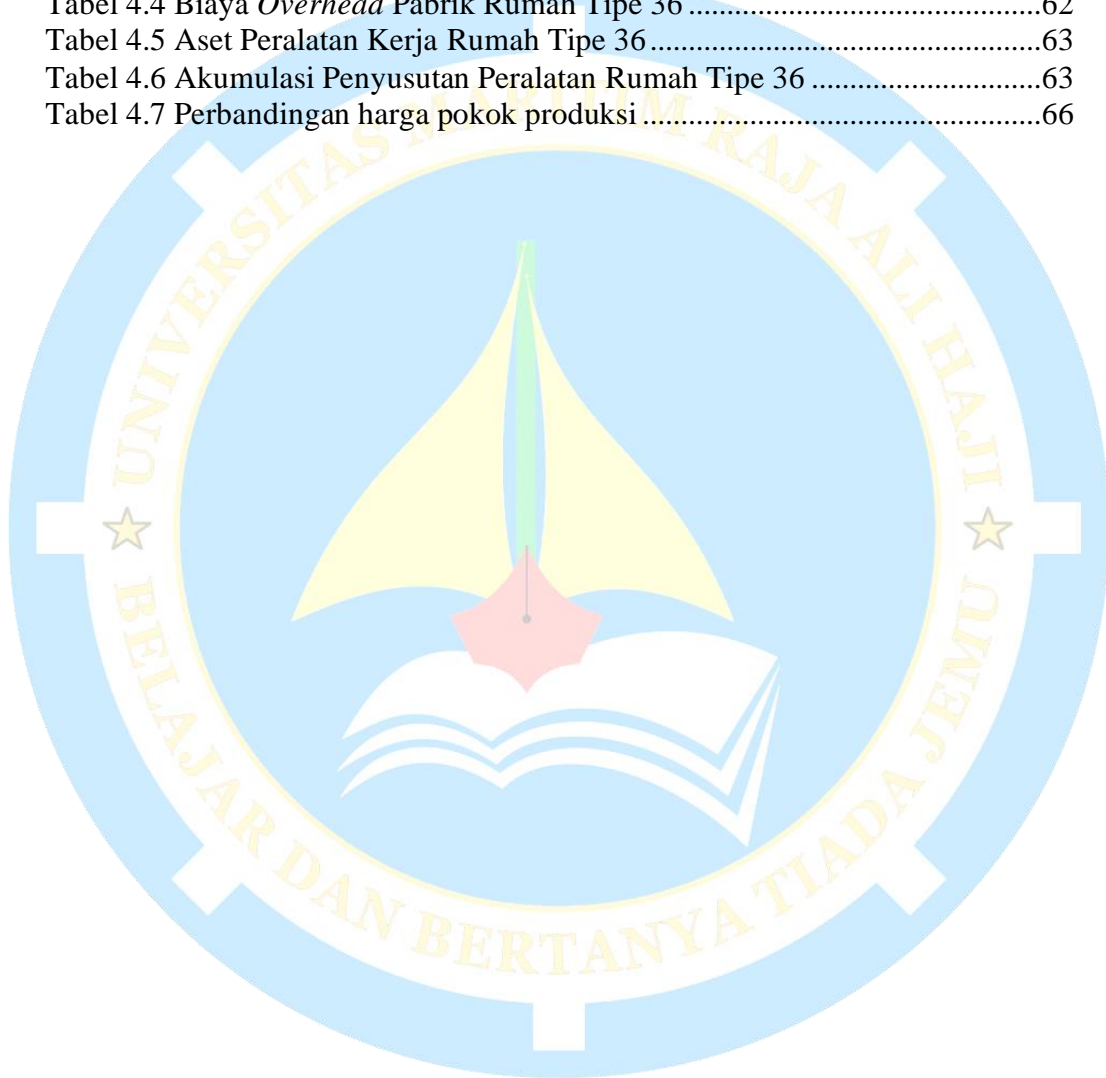 Tabel 4.4 Biaya Overhead Pabrik Rumah Tipe 36 ..............................................62
Tabel 4.5 Aset Peralatan Kerja Rumah Tipe 36 ...................................................63
Tabel 4.6 Akumulasi Penyusutan Peralatan Rumah Tipe 36 ..............................63
Tabel 4.7 Perbandingan harga pokok produksi ....................................................66
UNIVERSITAS MARITIM RAJA ALI HAJI
BELAJAR DAN BERTANYA TIADA JEMU